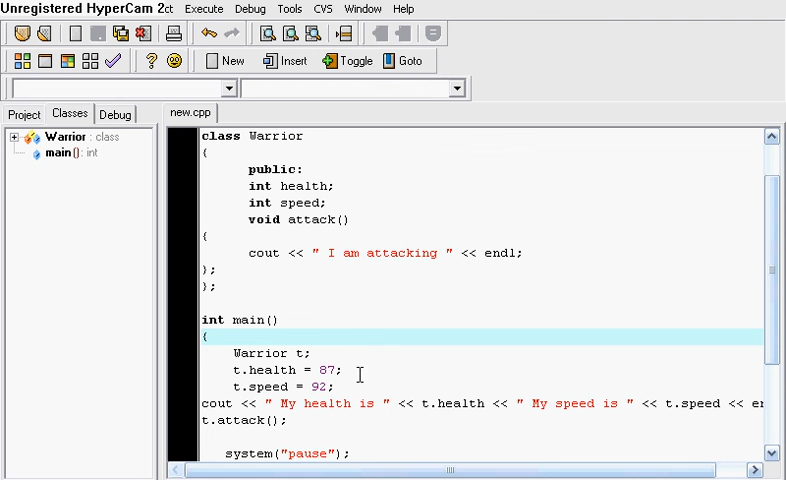 Unregistered HyperCam 2ct Execute Debug Tools CVS Window Help
New Insert Toggle Goto
Project Classes Debug new.cpp
Warrior : class
main() : int
class Warrior
{
public:
int health;
int speed;
void attack()
{
cout << " I am attacking " << endl;
};
};
int main()
{
Warrior t;
t.health = 87;
t.speed = 92;
cout << " My health is " << t.health << " My speed is " << t.speed << en
t.attack();
system("pause");